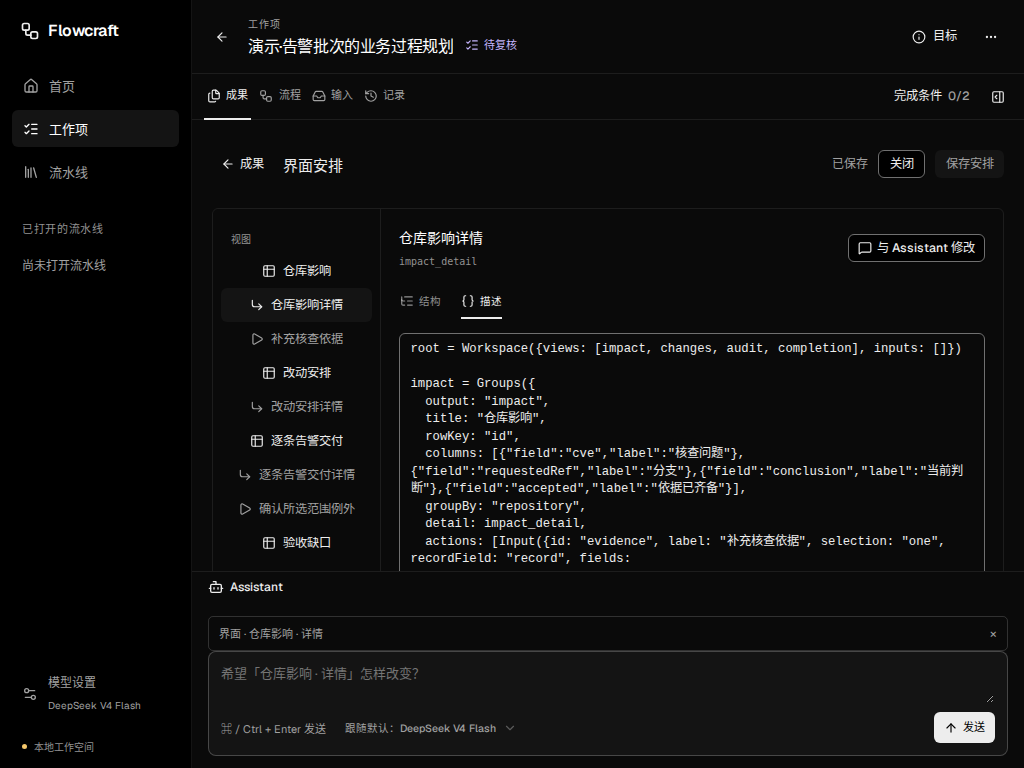 Flowcraft
首页
工作项
流水线
已打开的流水线
尚未打开流水线
模型设置
DeepSeek V4 Flash
本地工作空间
工作项
演示·告警批次的业务过程规划
待复核
目标
成果
流程
输入
记录
完成条件 0/2
成果
界面安排
已保存
关闭
保存安排
视图
仓库影响
仓库影响详情
补充核查依据
改动安排
改动安排详情
逐条告警交付
逐条告警交付详情
确认所选范围例外
验收缺口
仓库影响详情
impact_detail
与 Assistant 修改
结构
描述
root = Workspace({views: [impact, changes, audit, completion], inputs: []})
impact = Groups({
output: "impact",
title: "仓库影响",
rowKey: "id",
columns: [{"field":"cve","label":"核查问题"},
{"field":"requestedRef","label":"分支"},{"field":"conclusion","label":"当前判
断"},{"field":"accepted","label":"依据已齐备"}],
groupBy: "repository",
detail: impact_detail,
actions: [Input({id: "evidence", label: "补充核查依据", selection: "one",
recordField: "record", fields:
Assistant
界面 · 仓库影响 · 详情
×
希望「仓库影响 · 详情」怎样改变?
⌘ / Ctrl + Enter 发送
跟随默认: DeepSeek V4 Flash
发送